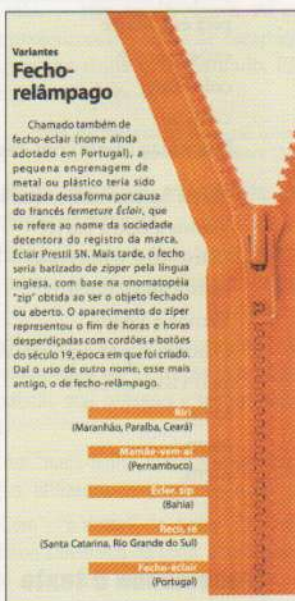 Variantes
Fecho-
relâmpago
Chamado também de
fecho-éclair (nome ainda
adotado em Portugal), a
pequena engrenagem de
metal ou plástico teria sido
batizada dessa forma por causa
do francês fermeture Éclair, que
se refere ao nome da sociedade
detentora do registro da marca,
Éclair Prestil SN. Mais tarde, o fecho
seria batizado de zipper pela língua
inglesa, com base na onomatopéia
"zip" obtida ao ser o objeto fechado
ou aberto. O aparecimento do zíper
representou o fim de horas e horas
desperdiçadas com cordões e botões
do século 19, época em que foi criado.
Daí o uso de outro nome, esse mais
antigo, o de fecho-relâmpago.
Riri
(Maranhão, Paraíba, Ceará)
Mamãe-vem-aí
(Pernambuco)
Ecler, zip
(Bahia)
Reco, ré
(Santa Catarina, Rio Grande do Sul)
Fecho-éclair
(Portugal)